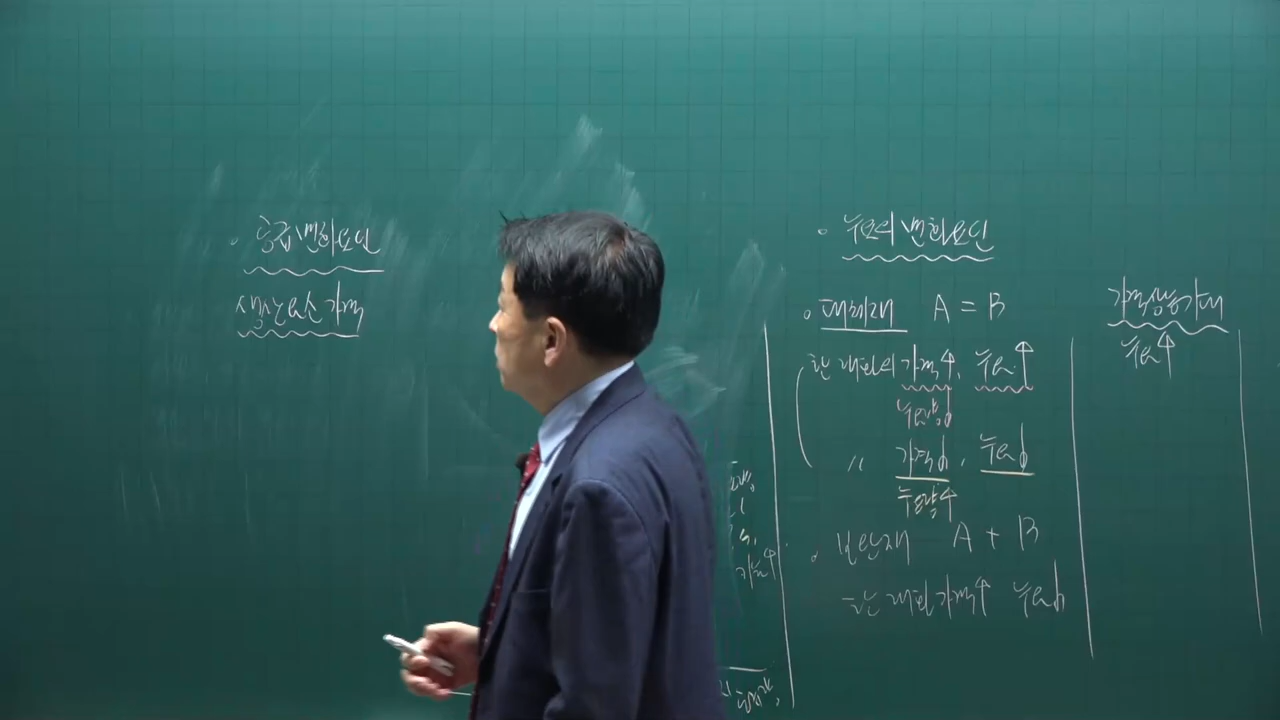 공급변화요인
생산요소가격
수요의 변화요인
대체재 A = B
한 재화의 가격↑, 수요↑
수요량↓
〃 가격↓, 수요↓
수요량↑
보완재 A + B
한 재화가격↑ 수요↓
가격상승기대
수요↑